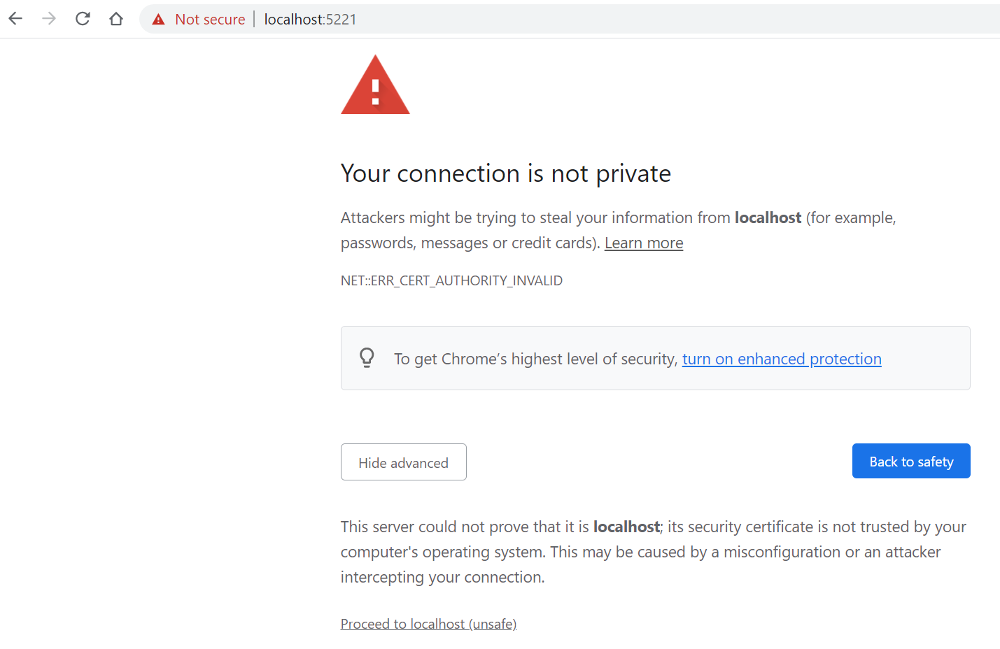 Not secure | localhost:5221
Your connection is not private
Attackers might be trying to steal your information from localhost (for example,
passwords, messages or credit cards). Learn more
NET::ERR_CERT_AUTHORITY_INVALID
To get Chrome’s highest level of security, turn on enhanced protection
Hide advanced
Back to safety
This server could not prove that it is localhost; its security certificate is not trusted by your
computer's operating system. This may be caused by a misconfiguration or an attacker
intercepting your connection.
Proceed to localhost (unsafe)